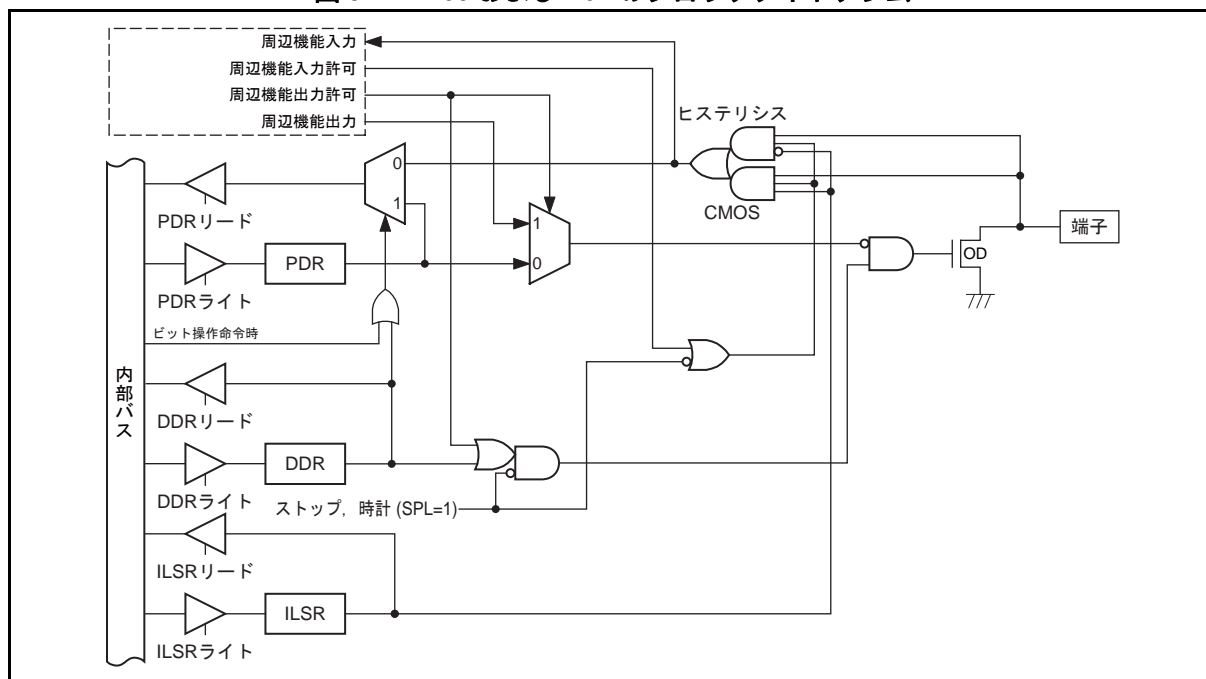 周辺機能入力
周辺機能入力許可
周辺機能出力許可
周辺機能出力
ヒステリシス
0
1
CMOS
PDRリード
1
0
端子
PDR
OD
PDRライト
ビット操作命令時
内部バス
DDRリード
DDR
DDRライト
ストップ, 時計 (SPL=1)
ILSRリード
ILSR
ILSRライト